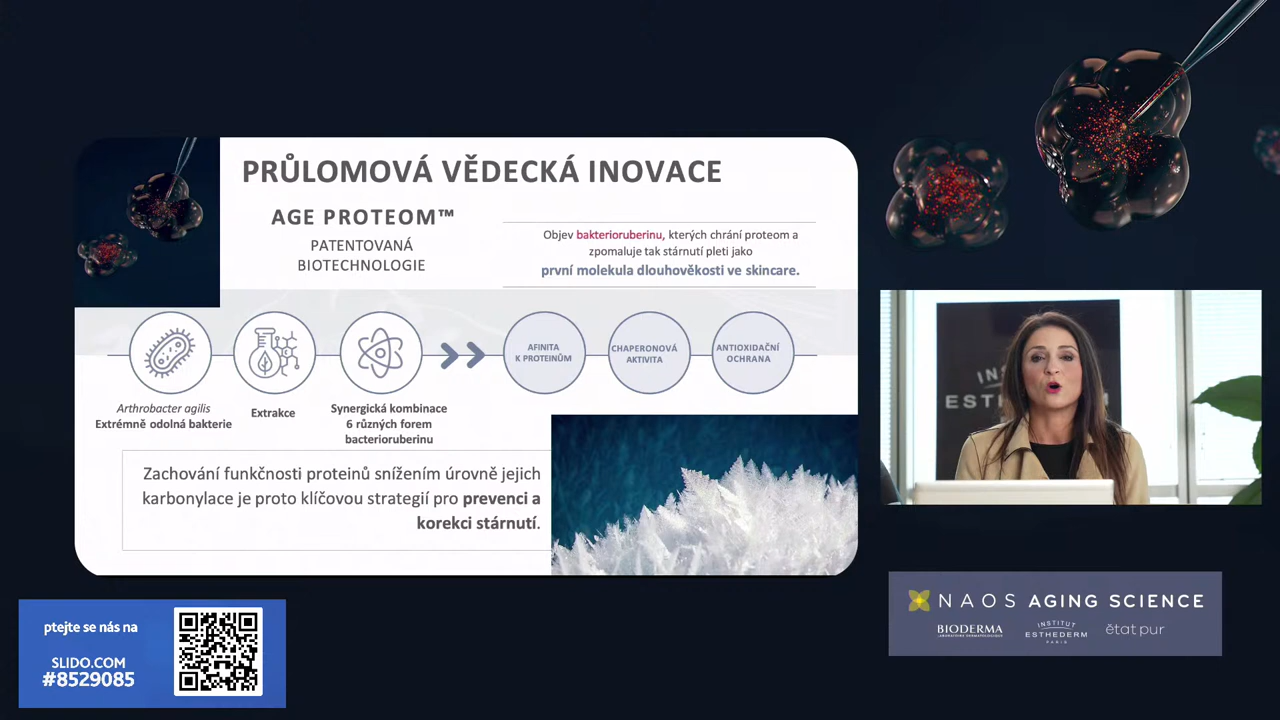 PRŮLOMOVÁ VĚDECKÁ INOVACE
AGE PROTEOM™
PATENTOVANÁ
BIOTECHNOLOGIE
Objev bakterioruberinu, kterých chrání proteom a
zpomaluje tak stárnutí pleti jako
první molekula dlouhověkosti ve skincare.
AFINITA
K PROTEINŮM
CHAPERONOVÁ
AKTIVITA
ANTIOXIDAČNÍ
OCHRANA
Arthrobacter agilis
Extrémně odolná bakterie
Extrakce
Synergická kombinace
6 různých forem
bacterioruberinu
Zachování funkčnosti proteinů snížením úrovně jejich
karbonylace je proto klíčovou strategií pro prevenci a
korekci stárnutí.
ptejte se nás na
SLIDO.COM
#8529085
NAOS AGING SCIENCE
BIODERMA
LABORATOIRE DERMATOLOGIQUE
INSTITUT
ESTHEDERM
PARIS
état pur